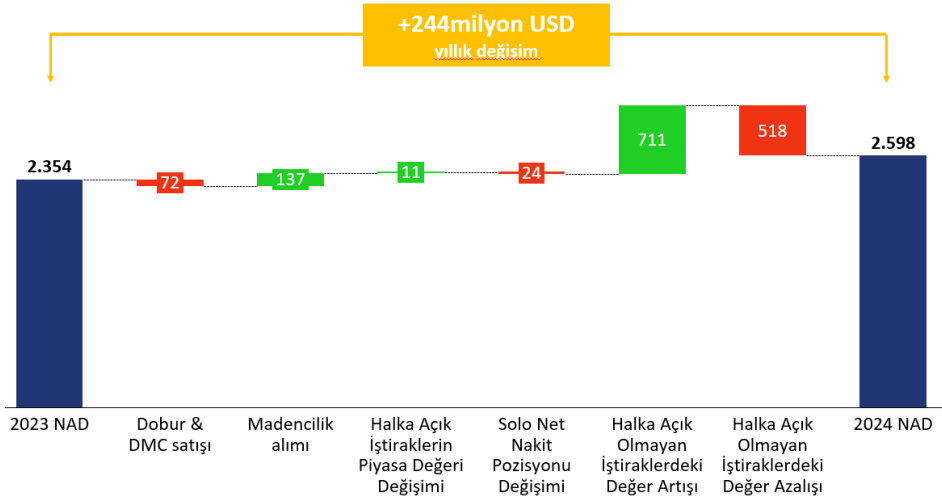 +244milyon USD
yıllık değişim
2.354
72
137
11
24
711
518
2.598
2023 NAD
Dobur &
DMC satışı
Madencilik
alımı
Halka Açık
İştiraklerin
Piyasa Değeri
Değişimi
Solo Net
Nakit
Pozisyonu
Değişimi
Halka Açık
Olmayan
İştiraklerdeki
Değer Artışı
Halka Açık
Olmayan
İştiraklerdeki
Değer Azalışı
2024 NAD